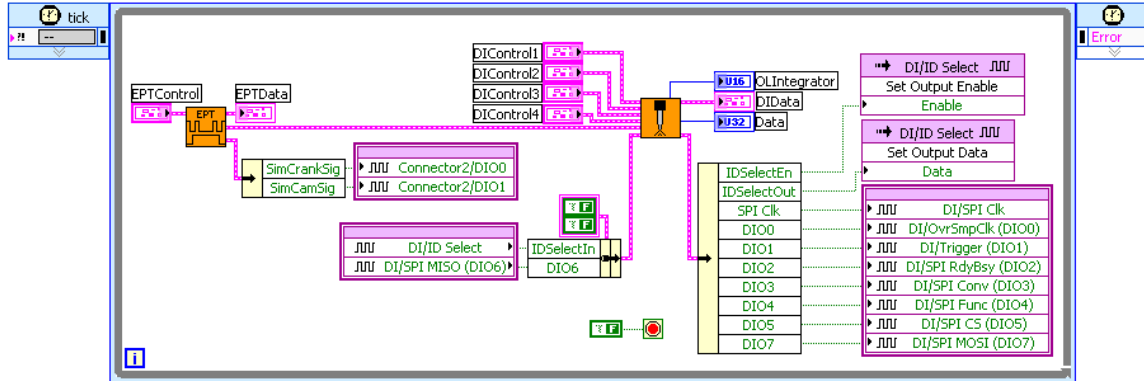 tick
?!
--
Error
DIControl1
DIControl2
DIControl3
DIControl4
EPTControl
EPTData
EPT
U16 OLIntegrator
DIData
U32 Data
DI/ID Select
Set Output Enable
Enable
DI/ID Select
Set Output Data
Data
SimCrankSig
SimCamSig
Connector2/DIO0
Connector2/DIO1
F
F
DI/ID Select
DI/SPI MISO (DIO6)
IDSelectIn
DIO6
IDSelectEn
IDSelectOut
SPI Clk
DIO0
DIO1
DIO2
DIO3
DIO4
DIO5
DIO7
DI/SPI Clk
DI/OvrSmpClk (DIO0)
DI/Trigger (DIO1)
DI/SPI RdyBsy (DIO2)
DI/SPI Conv (DIO3)
DI/SPI Func (DIO4)
DI/SPI CS (DIO5)
DI/SPI MOSI (DIO7)
F
i